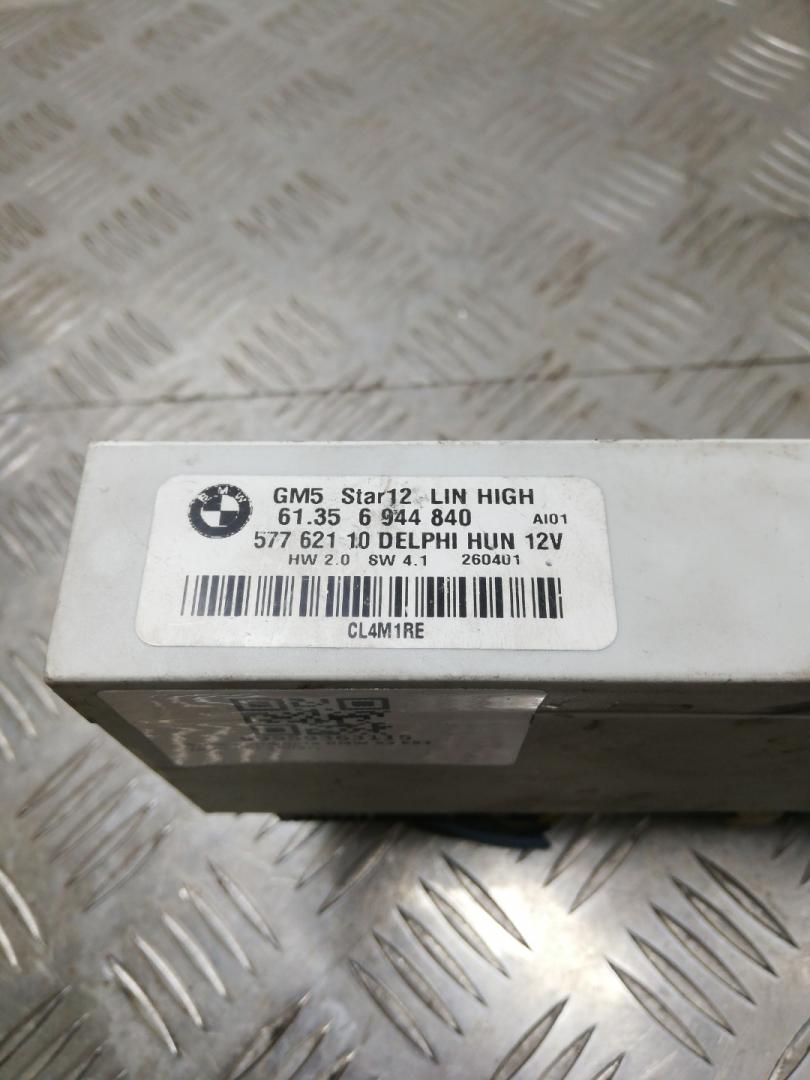 BMW
GM5 Star12 LIN HIGH
61.35 6 944 840 AI01
577 621 10 DELPHI HUN 12V
HW 2.0 SW 4.1 260401
CL4M1RE